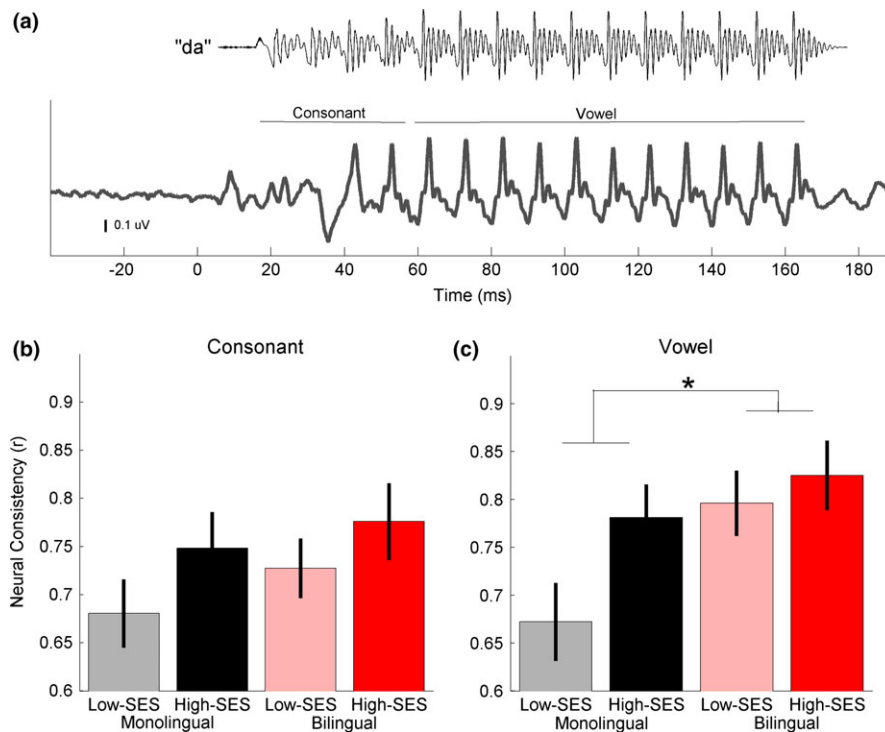 (a)
"da"
Consonant Vowel
0.1 uV
-20 0 20 40 60 80 100 120 140 160 180
Time (ms)
(b) Consonant
Neural Consistency (r)
0.9
0.85
0.8
0.75
0.7
0.65
0.6
Low-SES High-SES Low-SES High-SES
Monolingual Bilingual
(c) Vowel
*
0.9
0.85
0.8
0.75
0.7
0.65
0.6
Low-SES High-SES Low-SES High-SES
Monolingual Bilingual